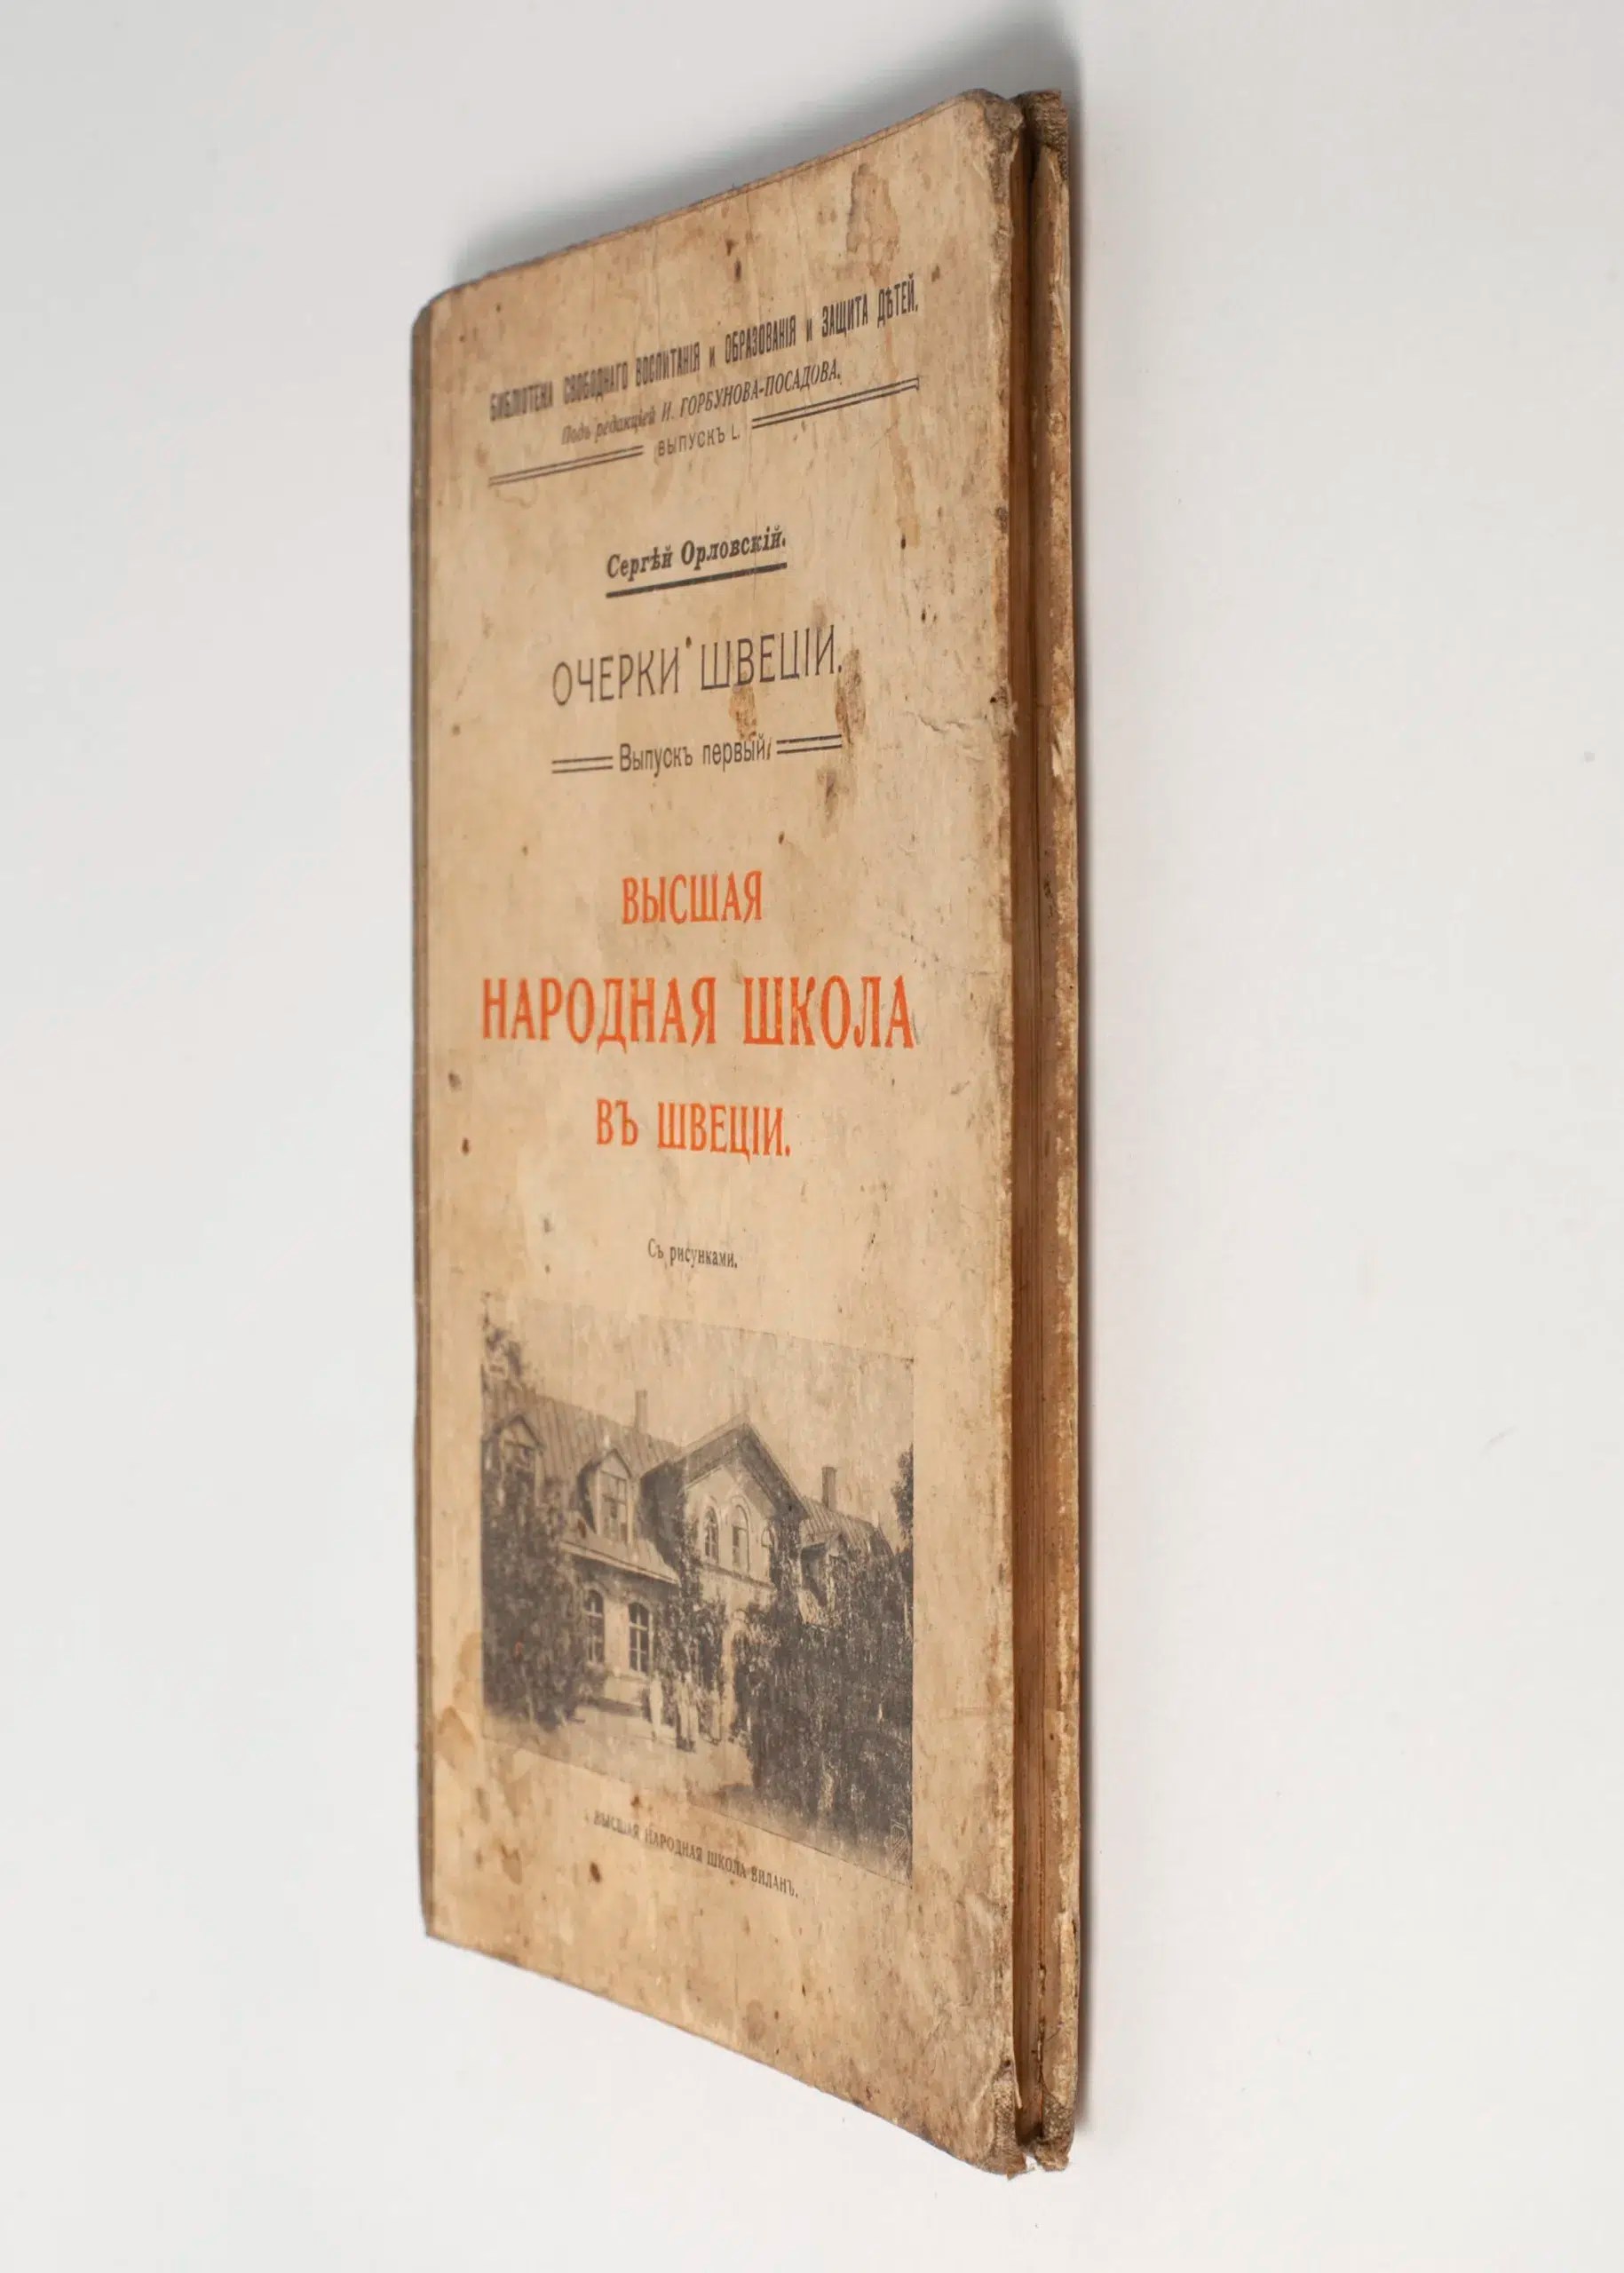 БИБЛІОТЕКА СВОБОДНАГО ВОСПИТАНІЯ и ОБРАЗОВАНІЯ и ЗАЩИТА ДѢТЕЙ.
Подъ редакціей И. ГОРБУНОВА-ПОСАДОВА.
ВЫПУСКЪ L.
Сергѣй Орловскій.
ОЧЕРКИ ШВЕЦІИ.
Выпускъ первый.
ВЫСШАЯ
НАРОДНАЯ ШКОЛА
ВЪ ШВЕЦІИ.
Съ рисунками.
ВЫСШАЯ НАРОДНАЯ ШКОЛА ВИЛАНЪ.